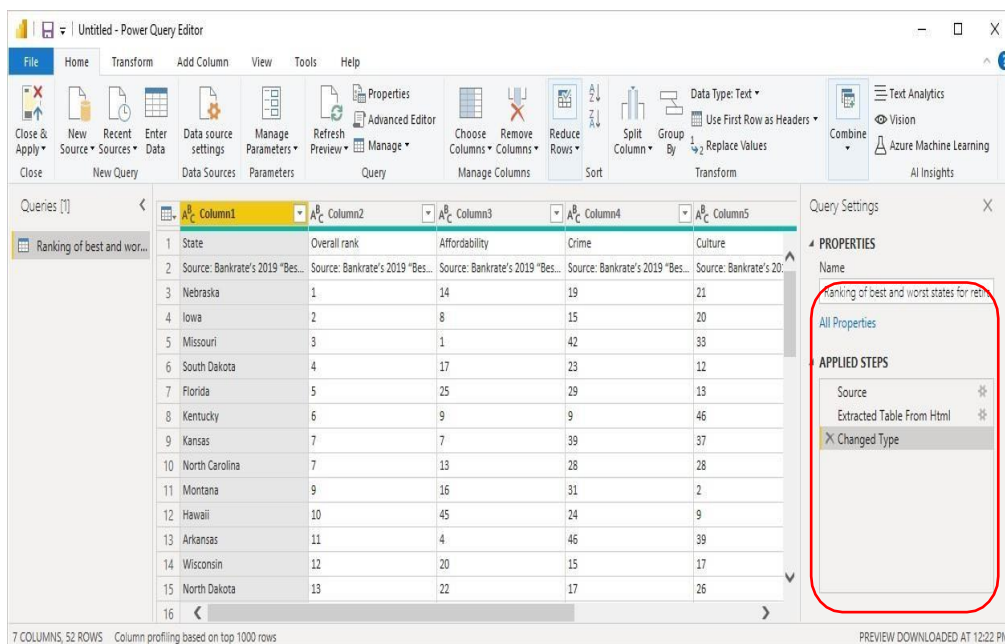 Untitled - Power Query Editor
File Home Transform Add Column View Tools Help
Close & Apply
New Source
Recent Sources
Enter Data
Data source settings
Manage Parameters
Refresh Preview
Properties
Advanced Editor
Manage
Choose Columns
Remove Columns
Reduce Rows
Split Column
Group By
Data Type: Text
Use First Row as Headers
Replace Values
Combine
Text Analytics
Vision
Azure Machine Learning
Close New Query Data Sources Parameters Query Manage Columns Sort Transform AI Insights
Queries [1]
Ranking of best and wor...
Column1 Column2 Column3 Column4 Column5
1 State Overall rank Affordability Crime Culture
2 Source: Bankrate's 2019 "Bes... Source: Bankrate's 2019 "Bes... Source: Bankrate's 2019 "Bes... Source: Bankrate's 2019 "Bes... Source: Bankrate's 20
3 Nebraska 1 14 19 21
4 Iowa 2 8 15 20
5 Missouri 3 1 42 33
6 South Dakota 4 17 23 12
7 Florida 5 25 29 13
8 Kentucky 6 9 9 46
9 Kansas 7 7 39 37
10 North Carolina 7 13 28 28
11 Montana 9 16 31 2
12 Hawaii 10 45 24 9
13 Arkansas 11 4 46 39
14 Wisconsin 12 20 15 17
15 North Dakota 13 22 17 26
16
Query Settings
PROPERTIES
Name
Ranking of best and worst states for retire
All Properties
APPLIED STEPS
Source
Extracted Table From Html
Changed Type
7 COLUMNS, 52 ROWS Column profiling based on top 1000 rows
PREVIEW DOWNLOADED AT 12:22 PM